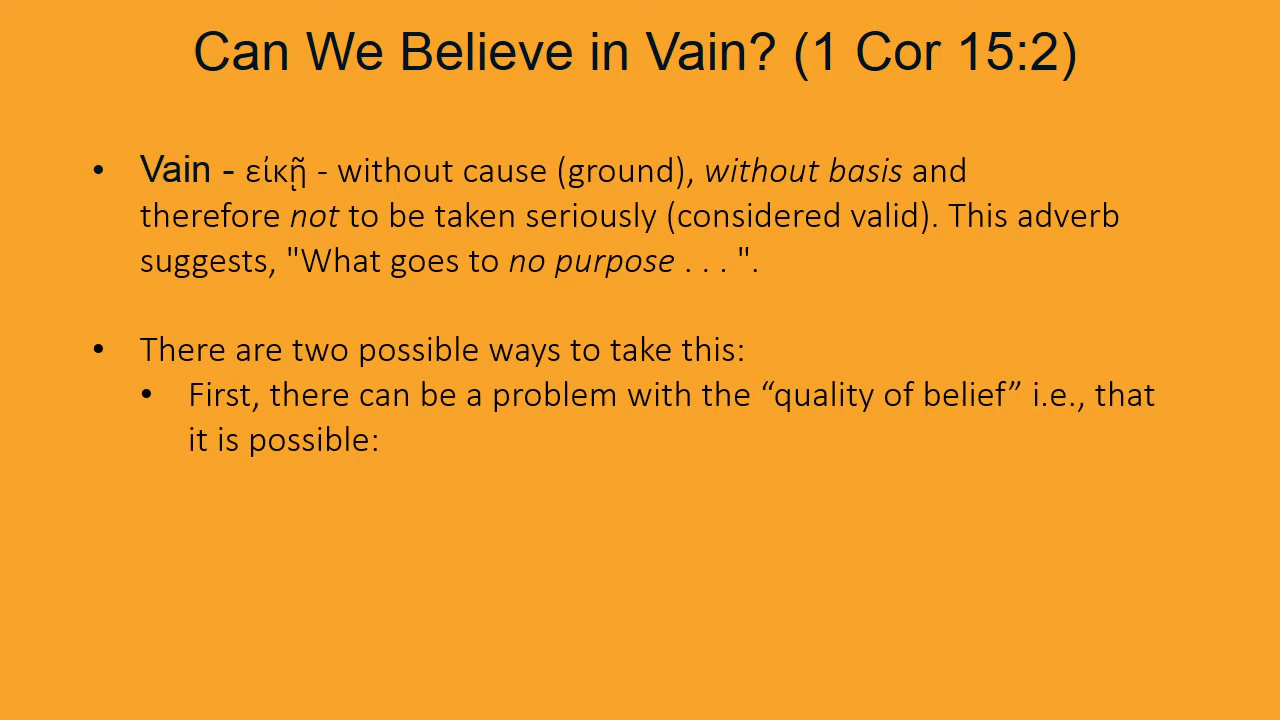 Can We Believe in Vain? (1 Cor 15:2)
• Vain - εἰκῇ - without cause (ground), without basis and
therefore not to be taken seriously (considered valid). This adverb
suggests, "What goes to no purpose . . . ".
• There are two possible ways to take this:
• First, there can be a problem with the “quality of belief” i.e., that
it is possible: